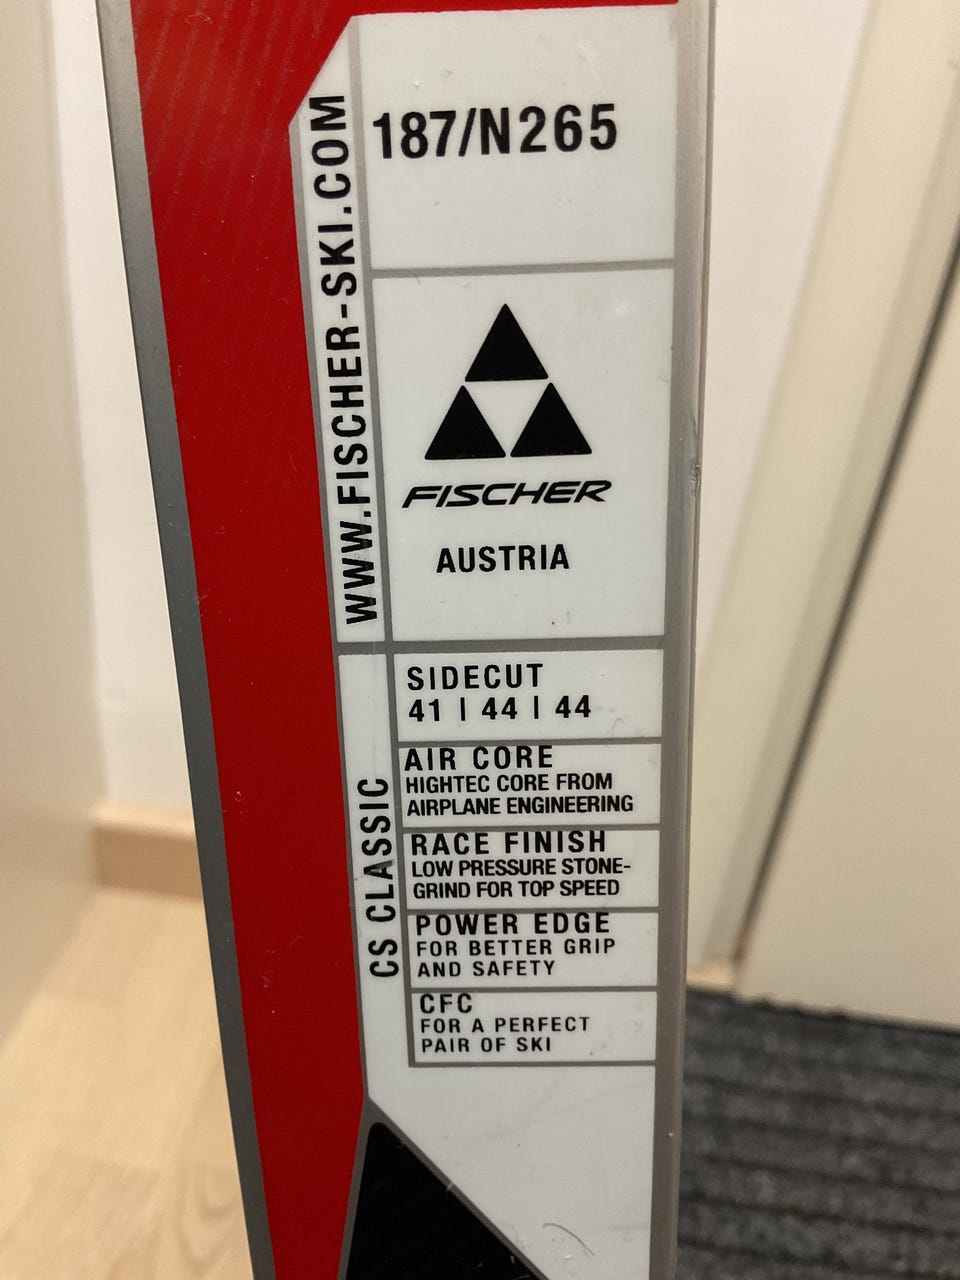 187/N265
WWW.FISCHER-SKI.COM
FISCHER
AUSTRIA
CS CLASSIC
SIDECUT
41 | 44 | 44
AIR CORE
HIGHTEC CORE FROM
AIRPLANE ENGINEERING
RACE FINISH
LOW PRESSURE STONE-
GRIND FOR TOP SPEED
POWER EDGE
FOR BETTER GRIP
AND SAFETY
CFC
FOR A PERFECT
PAIR OF SKI